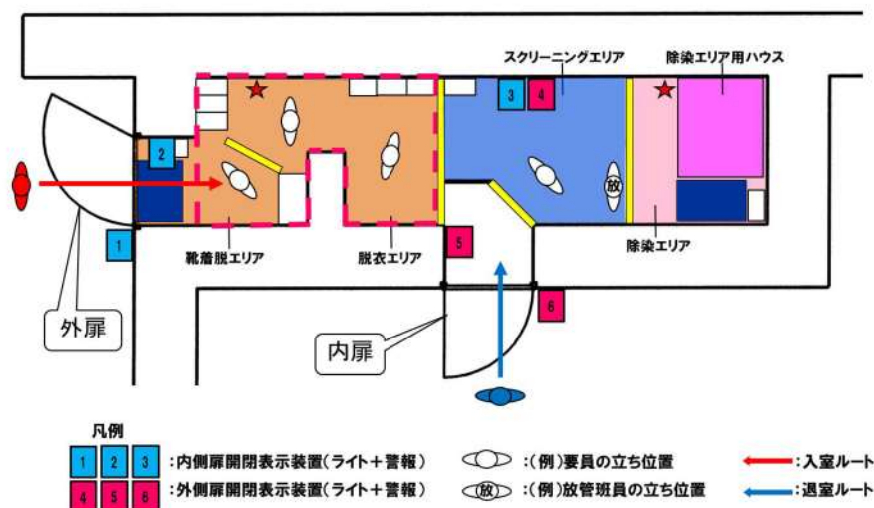 スクリーニングエリア
除染エリア用ハウス
3
4
2
放
1
靴着脱エリア
脱衣エリア
5
除染エリア
6
外扉
内扉
凡例
1 2 3 :内側扉開閉表示装置(ライト+警報)
:(例)要員の立ち位置
:入室ルート
4 5 6 :外側扉開閉表示装置(ライト+警報)
放 :(例)放管班員の立ち位置
:退室ルート